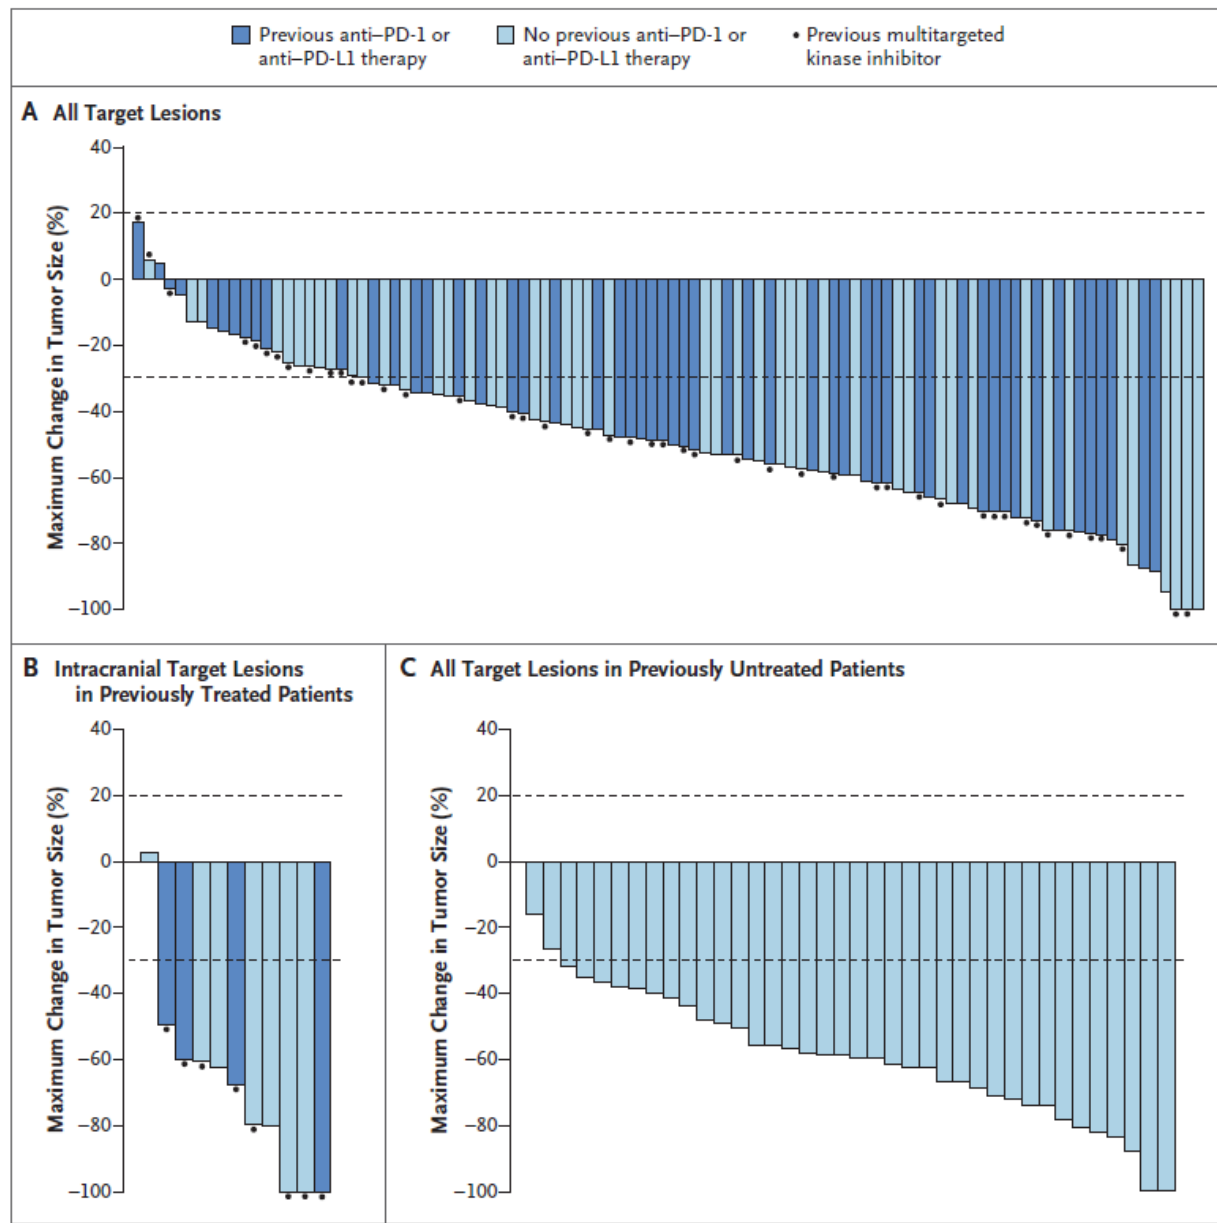 Previous anti–PD-1 or
anti–PD-L1 therapy
No previous anti–PD-1 or
anti–PD-L1 therapy
• Previous multitargeted
kinase inhibitor
A All Target Lesions
Maximum Change in Tumor Size (%)
40
20
0
–20
–40
–60
–80
–100
B Intracranial Target Lesions
in Previously Treated Patients
Maximum Change in Tumor Size (%)
40
20
0
–20
–40
–60
–80
–100
C All Target Lesions in Previously Untreated Patients
Maximum Change in Tumor Size (%)
40
20
0
–20
–40
–60
–80
–100